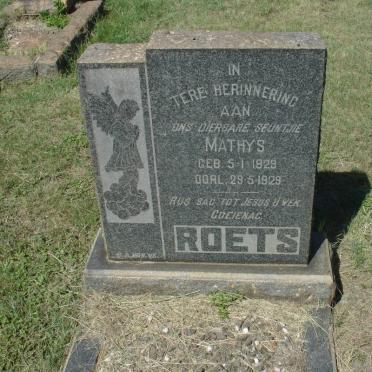 IN
TERE HERINNERING
AAN
ONS DIERBARE SEUNTJIE
MATHYS
GEB. 5-1-1929
OORL. 29-5-1929
RUS SAG TOT JESUS U WEK.
GOEIENAG.
ROETS